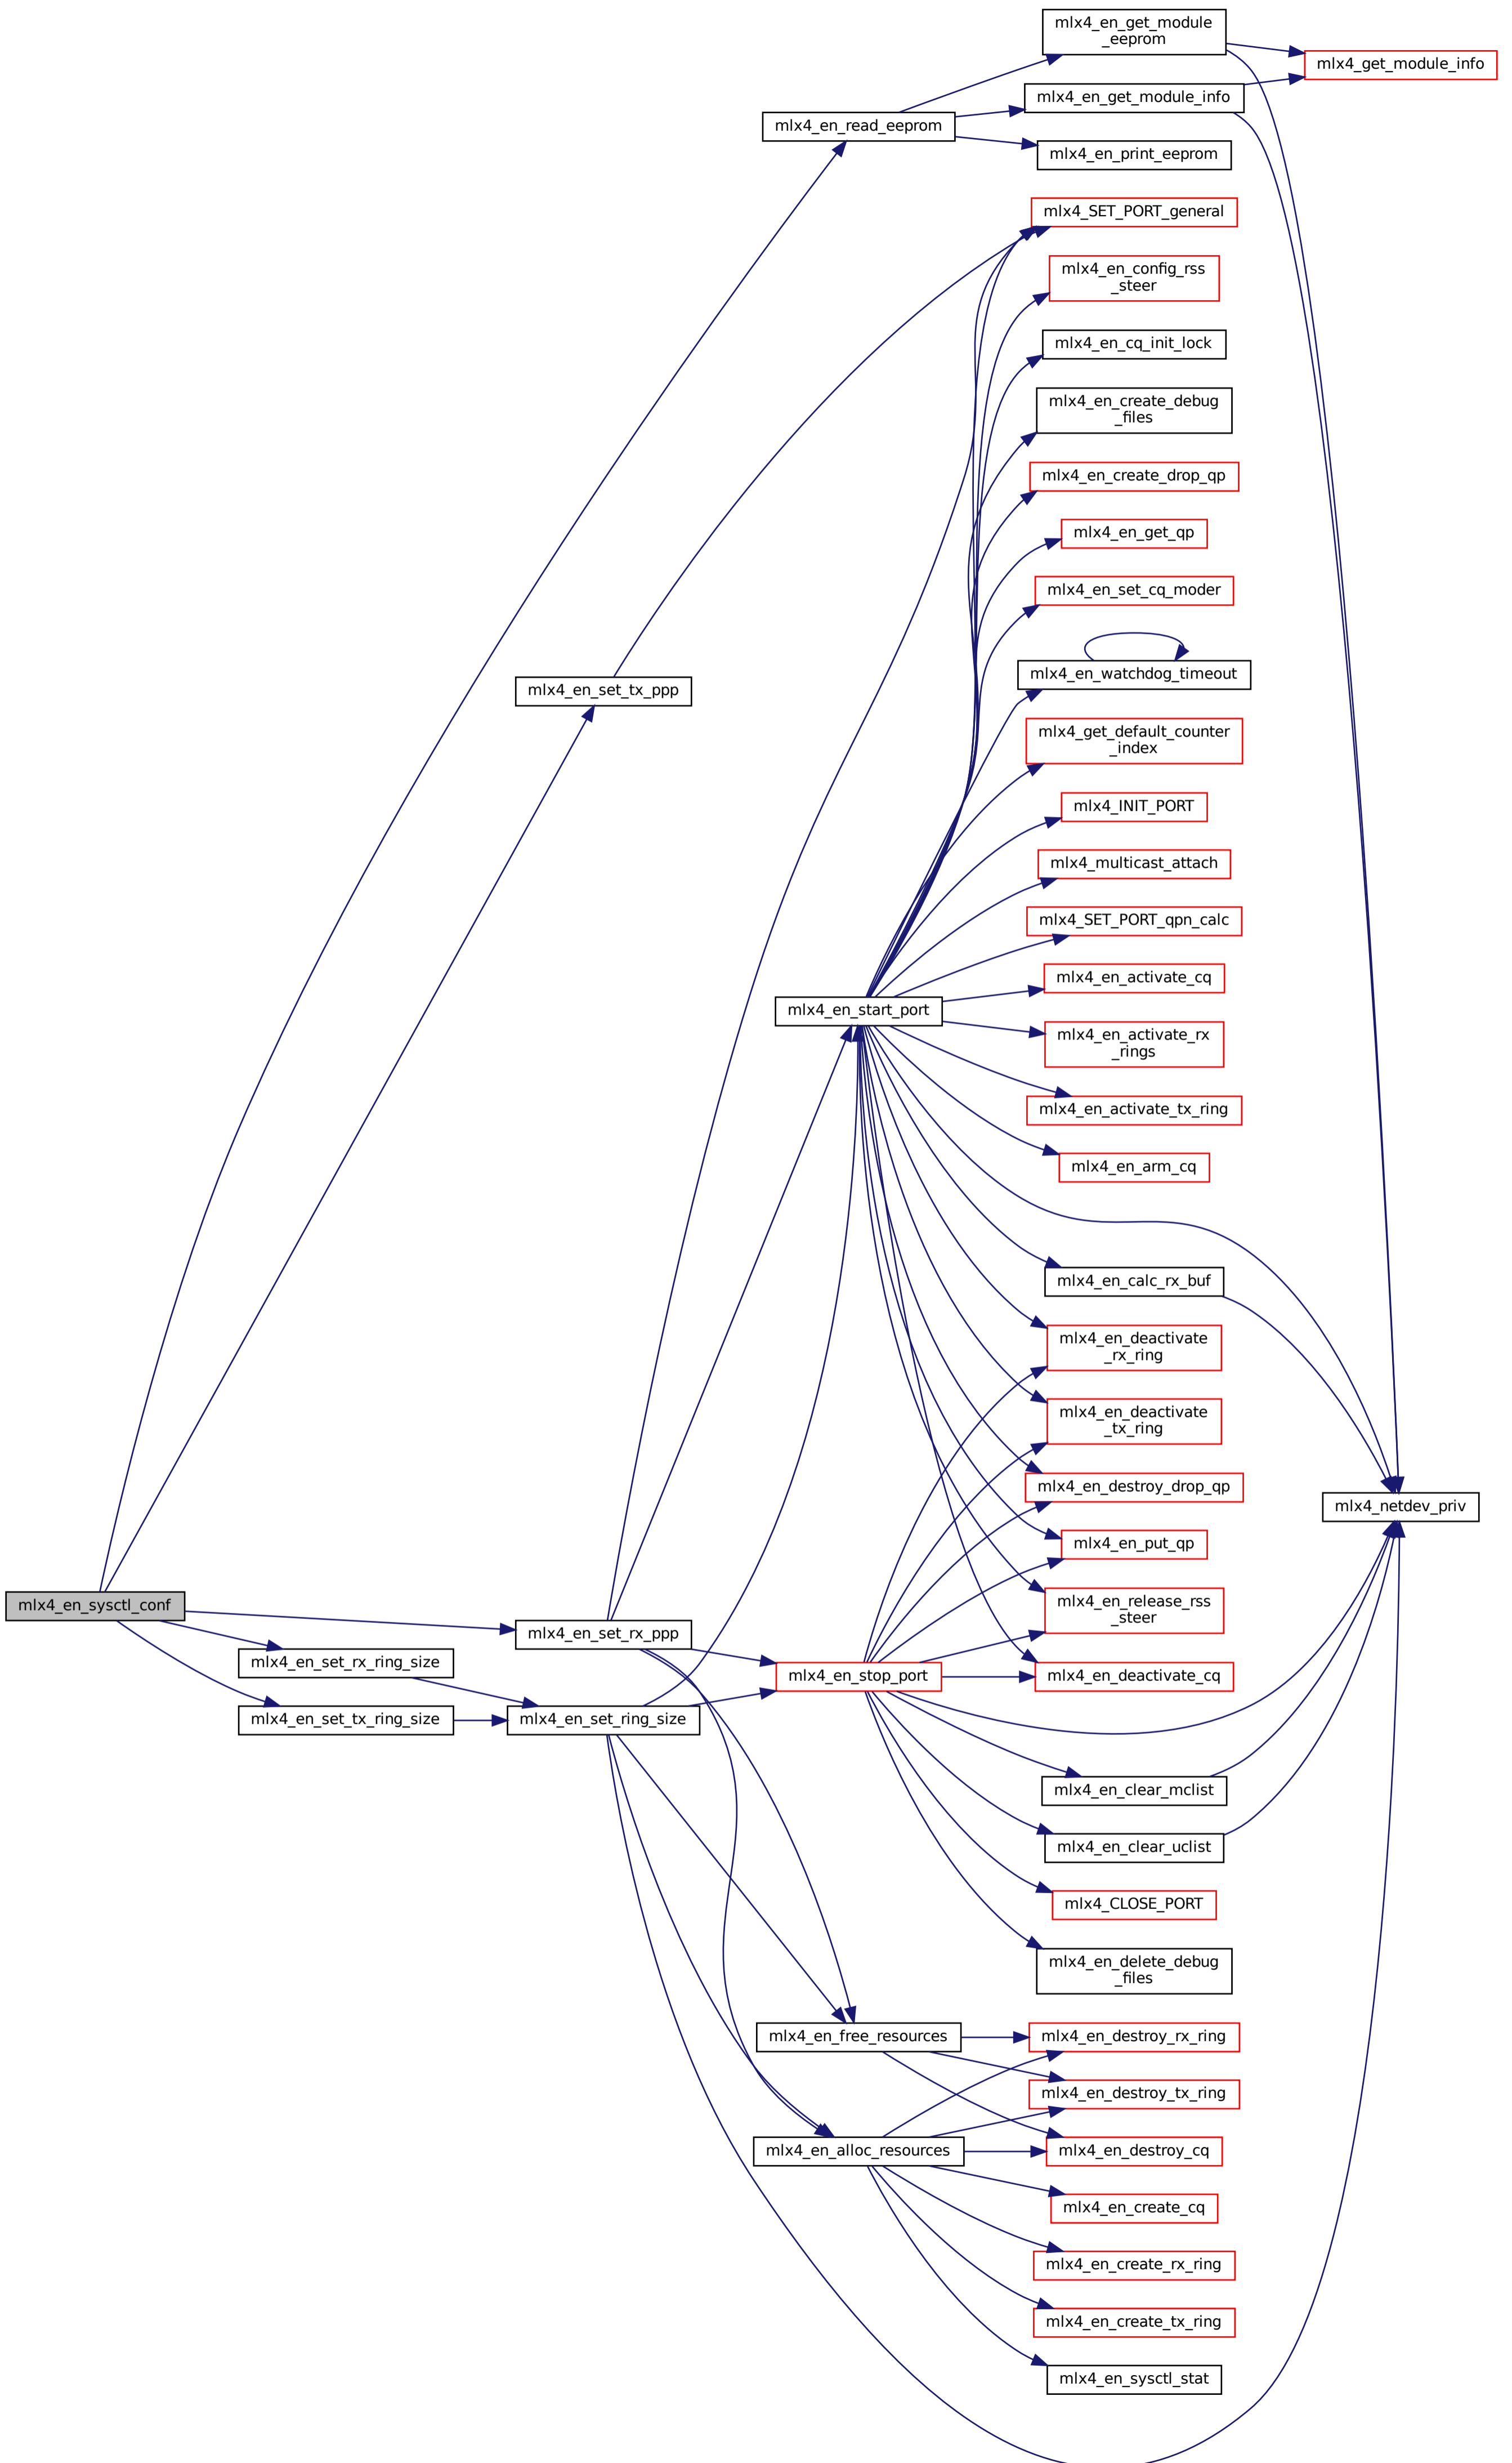 mlx4_en_get_module
_eeprom
mlx4_get_module_info
mlx4_en_get_module_info
mlx4_en_read_eeprom
mlx4_en_print_eeprom
mlx4_SET_PORT_general
mlx4_en_config_rss
_steer
mlx4_en_cq_init_lock
mlx4_en_create_debug
_files
mlx4_en_create_drop_qp
mlx4_en_get_qp
mlx4_en_set_cq_moder
mlx4_en_watchdog_timeout
mlx4_en_set_tx_ppp
mlx4_get_default_counter
_index
mlx4_INIT_PORT
mlx4_multicast_attach
mlx4_SET_PORT_qpn_calc
mlx4_en_activate_cq
mlx4_en_start_port
mlx4_en_activate_rx
_rings
mlx4_en_activate_tx_ring
mlx4_en_arm_cq
mlx4_en_calc_rx_buf
mlx4_en_deactivate
_rx_ring
mlx4_en_deactivate
_tx_ring
mlx4_en_destroy_drop_qp
mlx4_netdev_priv
mlx4_en_put_qp
mlx4_en_sysctl_conf
mlx4_en_release_rss
_steer
mlx4_en_set_rx_ppp
mlx4_en_set_rx_ring_size
mlx4_en_stop_port
mlx4_en_deactivate_cq
mlx4_en_set_tx_ring_size
mlx4_en_set_ring_size
mlx4_en_clear_mclist
mlx4_en_clear_uclist
mlx4_CLOSE_PORT
mlx4_en_delete_debug
_files
mlx4_en_free_resources
mlx4_en_destroy_rx_ring
mlx4_en_destroy_tx_ring
mlx4_en_alloc_resources
mlx4_en_destroy_cq
mlx4_en_create_cq
mlx4_en_create_rx_ring
mlx4_en_create_tx_ring
mlx4_en_sysctl_stat